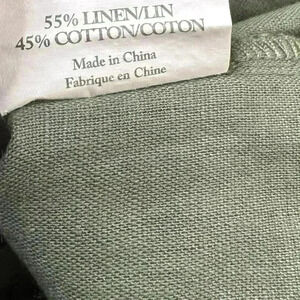 55% LINEN/LIN
45% COTTON/COTON
Made in China
Fabrique en Chine